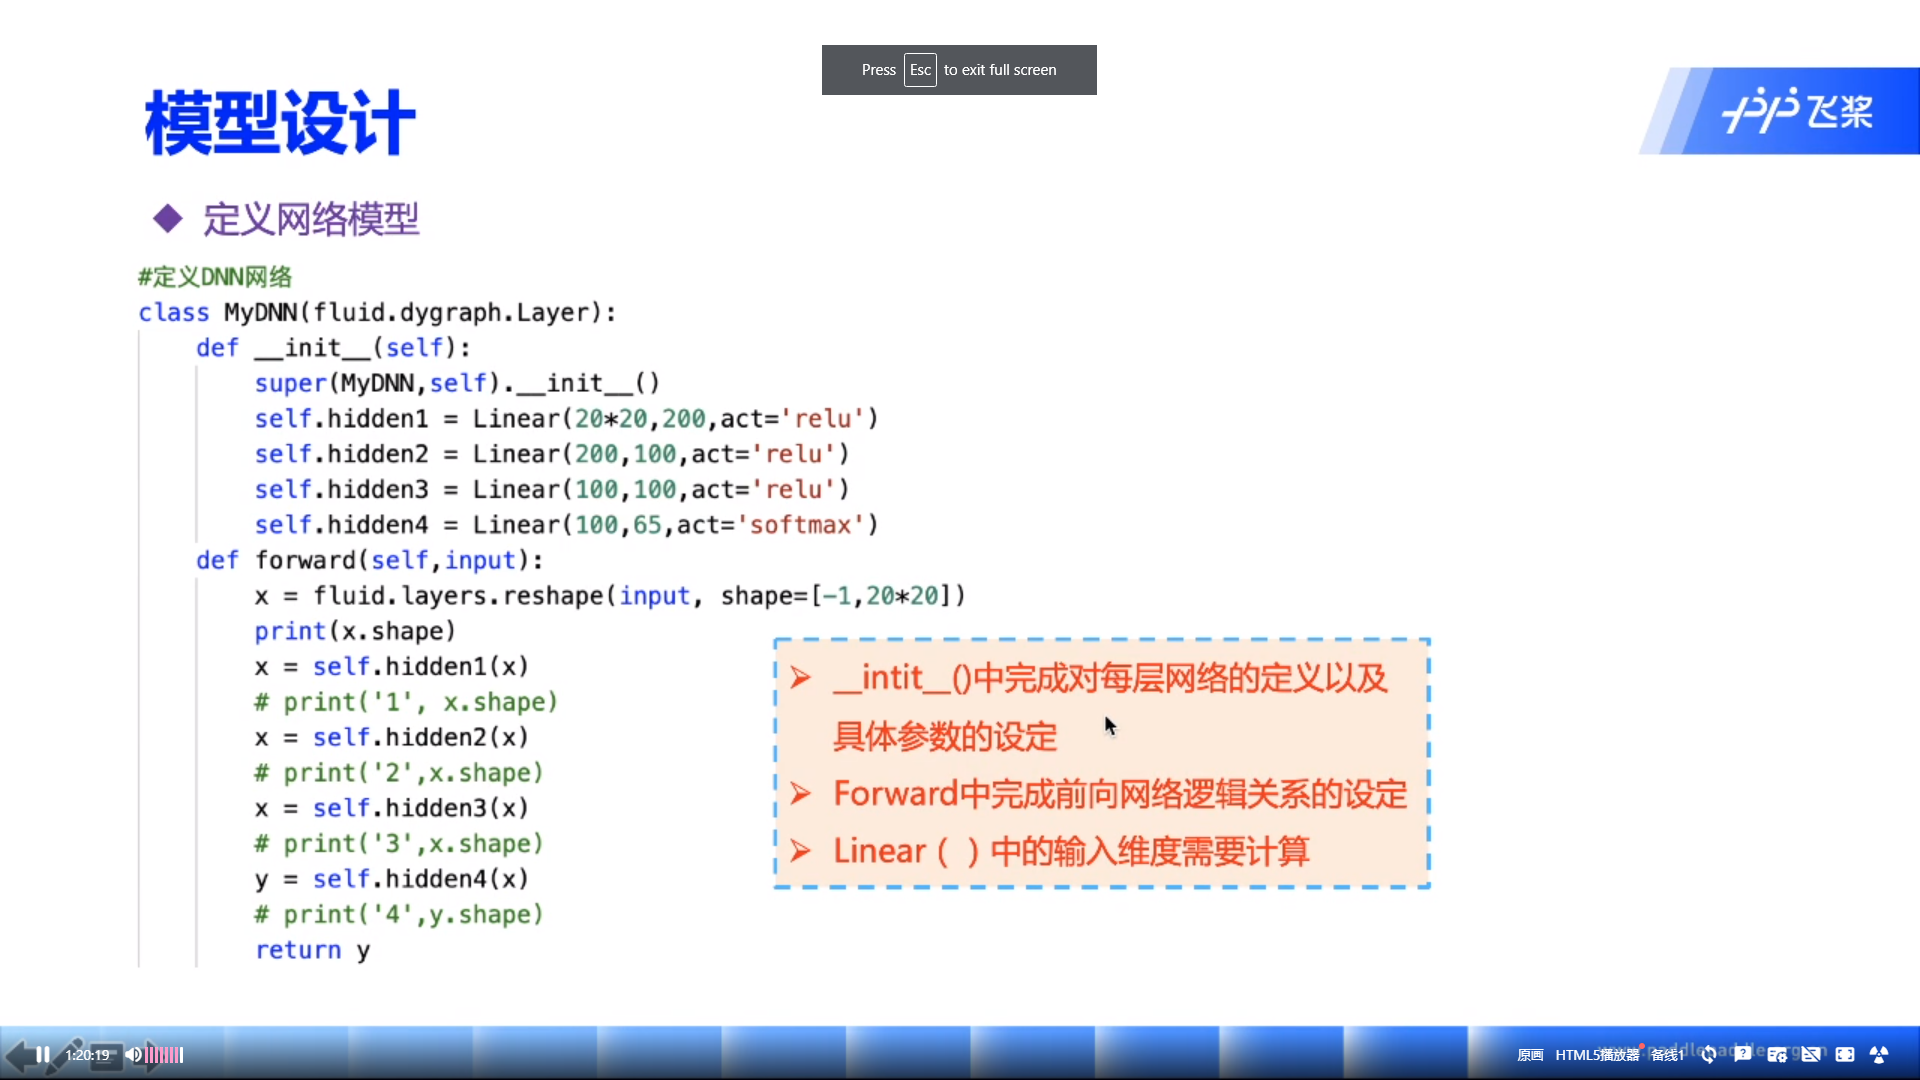 Press Esc to exit full screen
模型设计
飞桨
◆ 定义网络模型
#定义DNN网络
class MyDNN(fluid.dygraph.Layer):
    def __init__(self):
        super(MyDNN,self).__init__()
        self.hidden1 = Linear(20*20,200,act='relu')
        self.hidden2 = Linear(200,100,act='relu')
        self.hidden3 = Linear(100,100,act='relu')
        self.hidden4 = Linear(100,65,act='softmax')
    def forward(self,input):
        x = fluid.layers.reshape(input, shape=[-1,20*20])
        print(x.shape)
        x = self.hidden1(x)
        # print('1', x.shape)
        x = self.hidden2(x)
        # print('2',x.shape)
        x = self.hidden3(x)
        # print('3',x.shape)
        y = self.hidden4(x)
        # print('4',y.shape)
        return y
➢ __intit__()中完成对每层网络的定义以及
具体参数的设定
➢ Forward中完成前向网络逻辑关系的设定
➢ Linear（ ）中的输入维度需要计算
1:20:19
原画 HTML5播放器 备线1